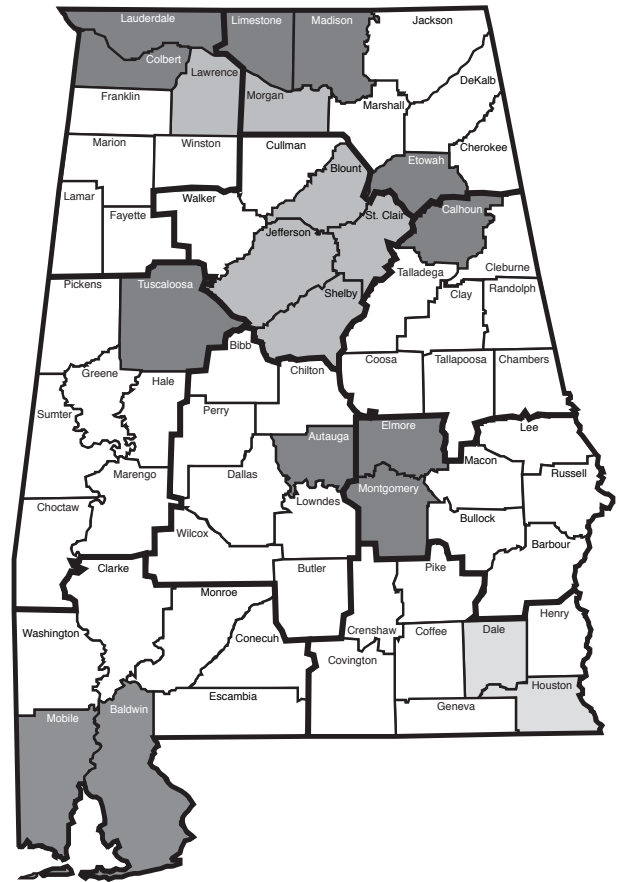 Lauderdale
Limestone
Madison
Jackson
Colbert
Lawrence
DeKalb
Franklin
Morgan
Marshall
Marion
Winston
Cullman
Cherokee
Etowah
Blount
Lamar
Walker
Fayette
St. Clair
Calhoun
Jefferson
Talladega
Cleburne
Pickens
Tuscaloosa
Shelby
Clay
Randolph
Bibb
Coosa
Tallapoosa
Chambers
Greene
Hale
Chilton
Sumter
Perry
Autauga
Elmore
Lee
Macon
Marengo
Dallas
Montgomery
Russell
Lowndes
Choctaw
Wilcox
Bullock
Barbour
Clarke
Butler
Pike
Monroe
Henry
Washington
Conecuh
Crenshaw
Coffee
Dale
Covington
Houston
Escambia
Geneva
Mobile
Baldwin